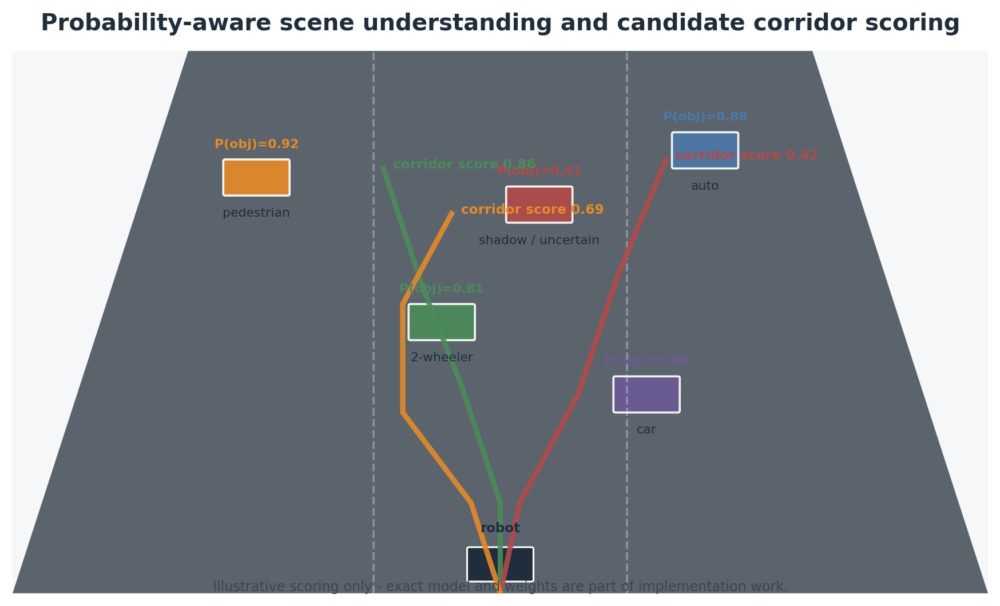 Probability-aware scene understanding and candidate corridor scoring
P(obj)=0.88
P(obj)=0.92
corridor score 0.42
corridor score 0.86
P(obj)=0.41
auto
corridor score 0.69
pedestrian
shadow / uncertain
P(obj)=0.81
2-wheeler
P(obj)=0.96
car
robot
Illustrative scoring only - exact model and weights are part of implementation work.